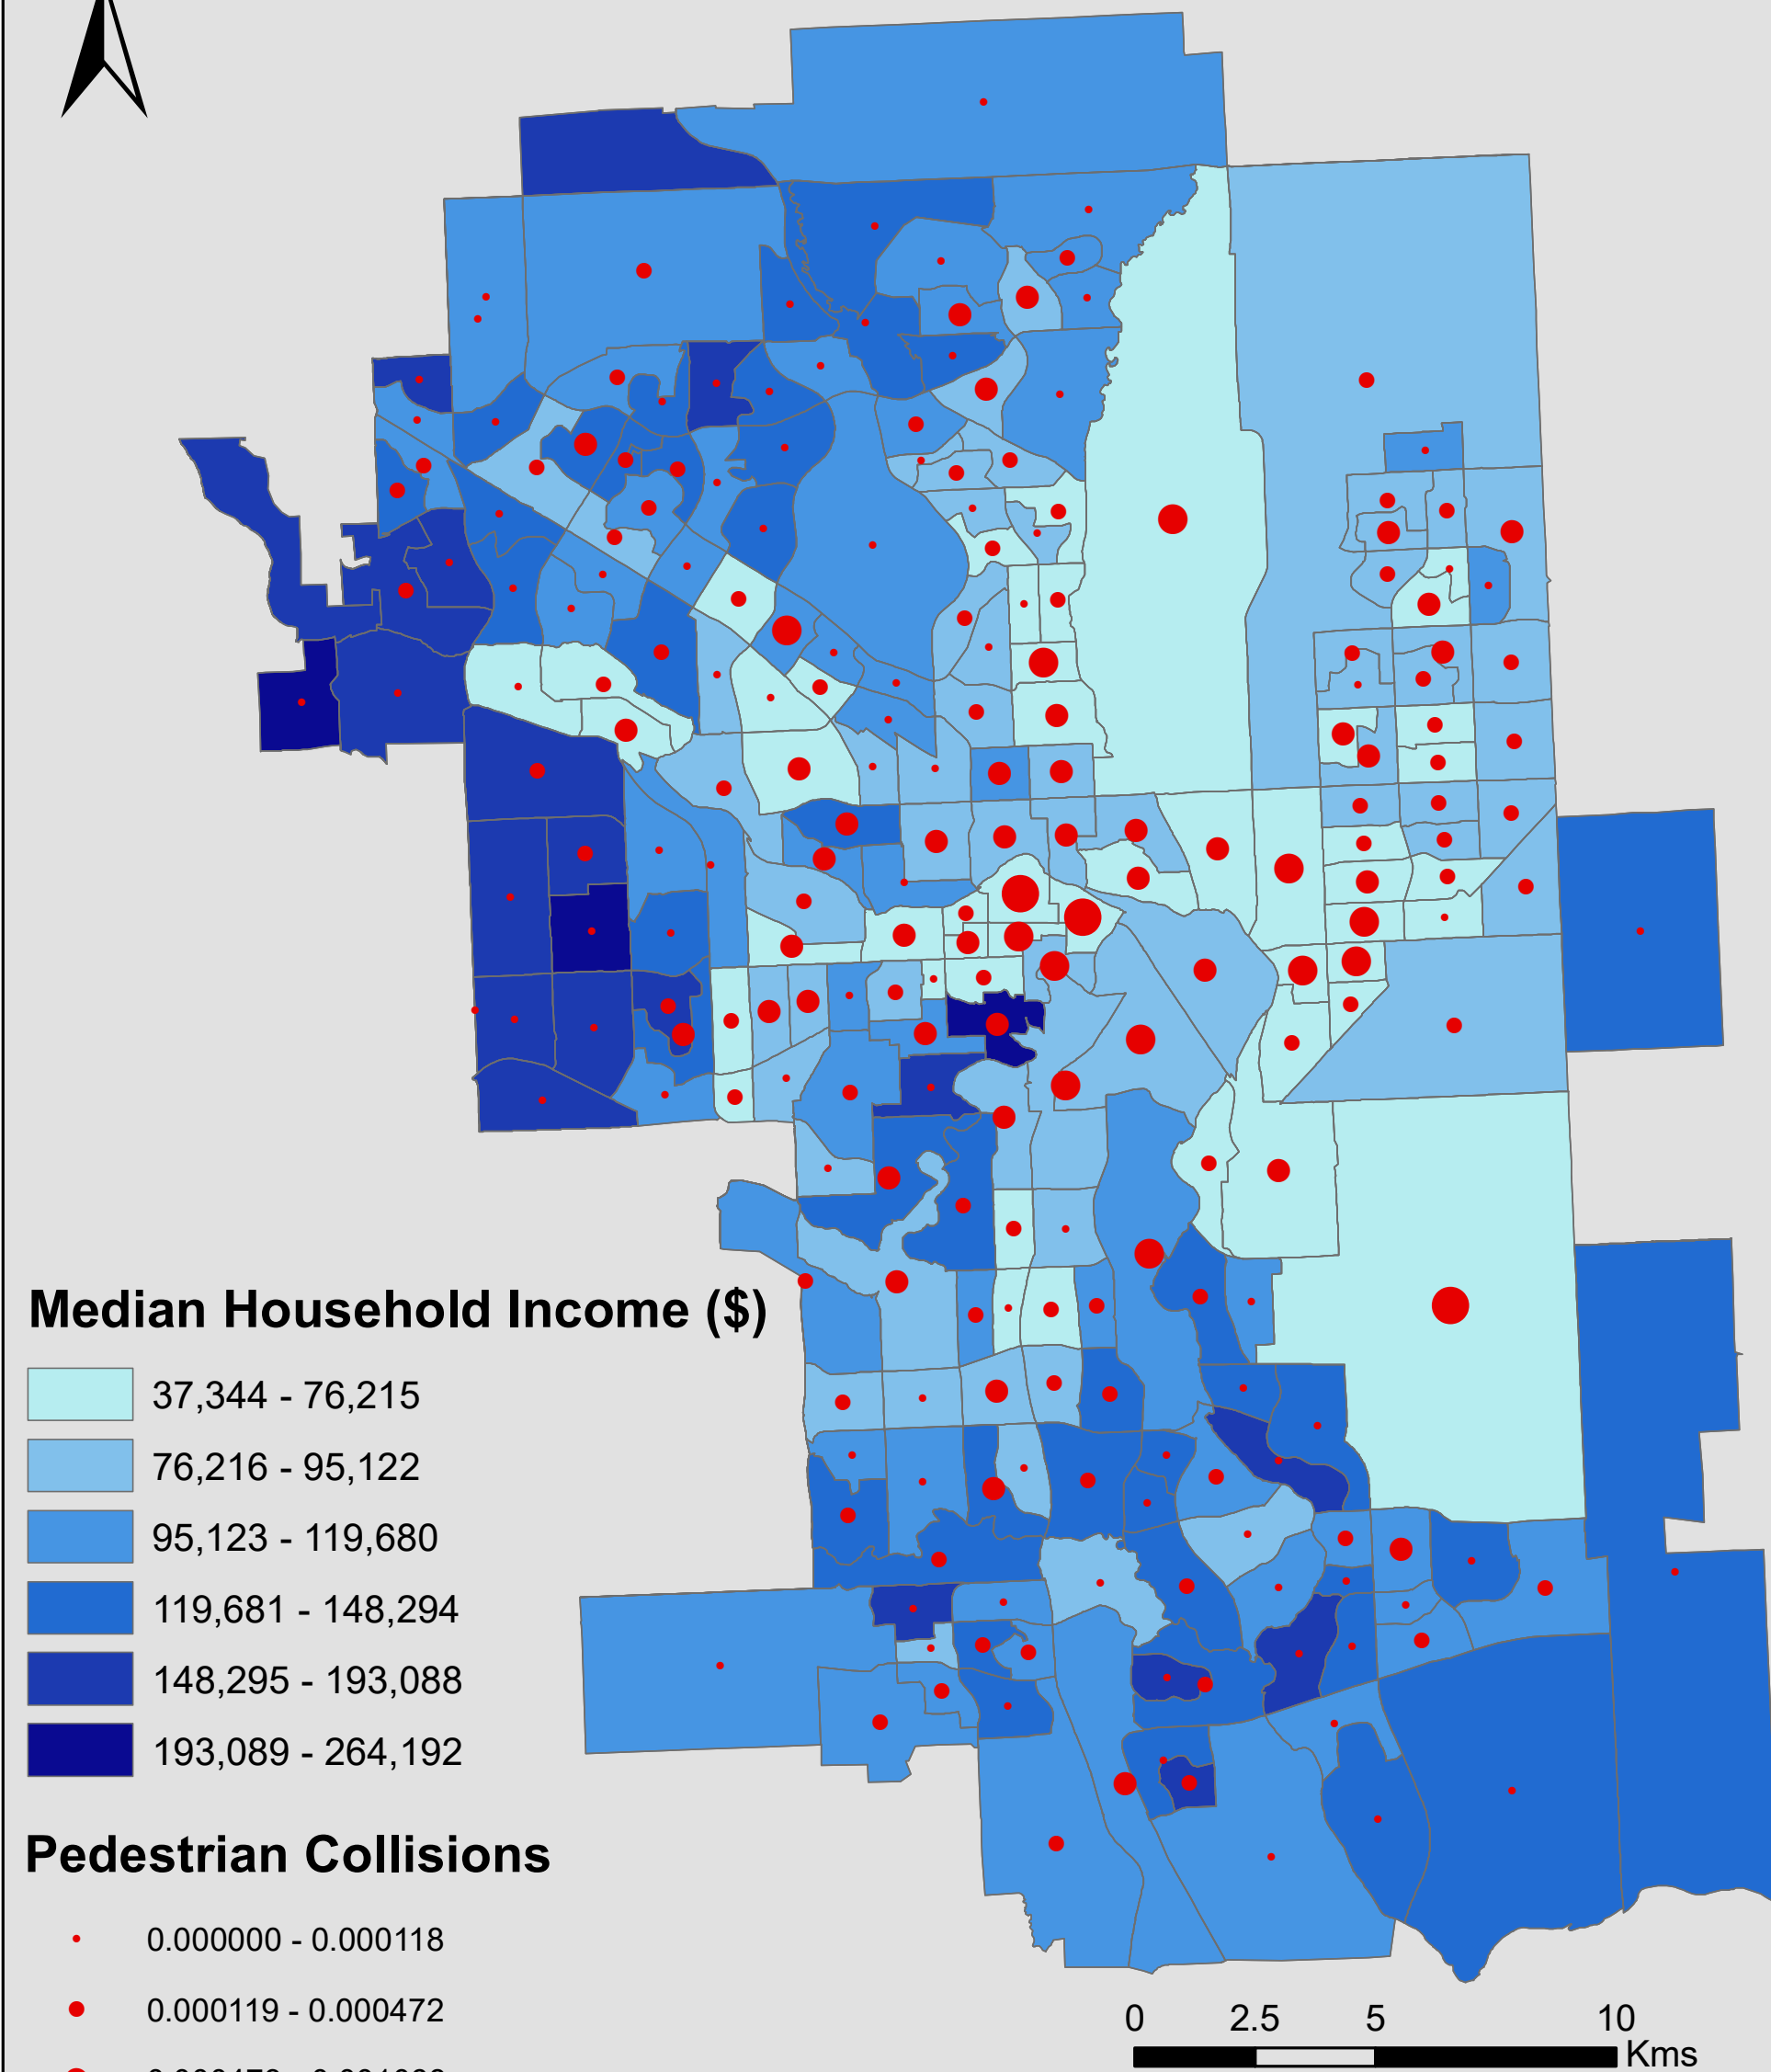 Median Household Income ($)
37,344 - 76,215
76,216 - 95,122
95,123 - 119,680
119,681 - 148,294
148,295 - 193,088
193,089 - 264,192
Pedestrian Collisions
0.000000 - 0.000118
0.000119 - 0.000472
0 2.5 5 10
Kms